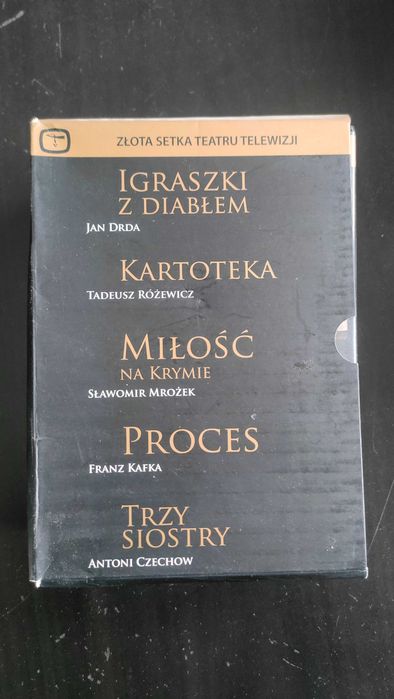 ZŁOTA SETKA TEATRU TELEWIZJI
IGRASZKI
Z DIABŁEM
JAN DRDA
KARTOTEKA
TADEUSZ RÓŻEWICZ
MIŁOŚĆ
NA KRYMIE
SŁAWOMIR MROŻEK
PROCES
FRANZ KAFKA
TRZY
SIOSTRY
ANTONI CZECHOW